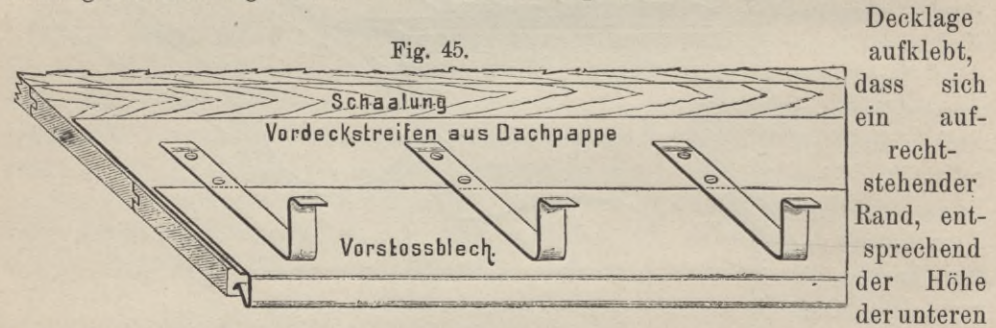 Fig. 45.
Schaalung
Vordeckstreifen aus Dachpappe
Vorstossblech.
Decklage
aufklebt,
dass sich
ein auf-
recht-
stehender
Rand, ent-
sprechend
der Höhe
der unteren